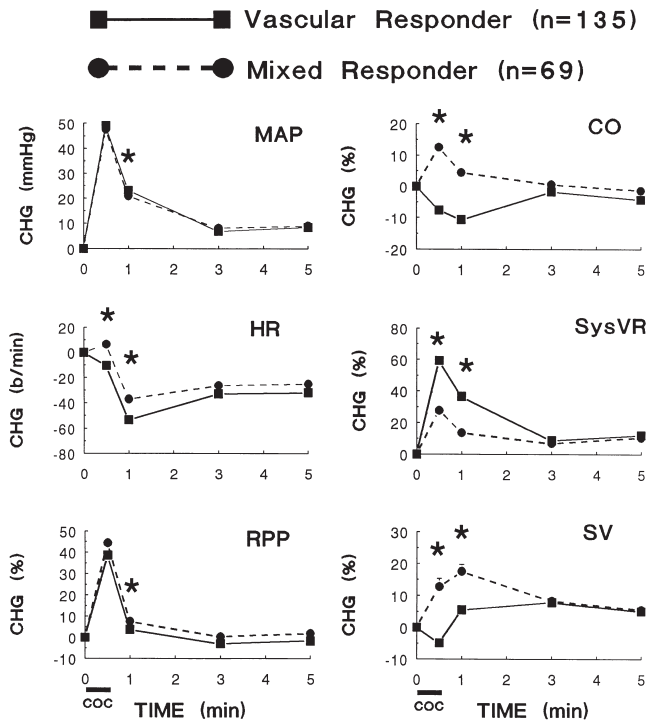 Vascular Responder (n=135)
Mixed Responder (n=69)
MAP
CHG (mmHg)
50
40
30
20
10
0
*
0 1 2 3 4 5
CO
CHG (%)
20
10
0
-10
-20
* *
0 1 2 3 4 5
HR
CHG (b/min)
20
0
-20
-40
-60
-80
* *
0 1 2 3 4 5
SysVR
CHG (%)
80
60
40
20
0
* *
0 1 2 3 4 5
RPP
CHG (%)
50
40
30
20
10
0
-10
*
0 1 2 3 4 5
COC
TIME (min)
SV
CHG (%)
30
20
10
0
-10
* *
0 1 2 3 4 5
COC
TIME (min)